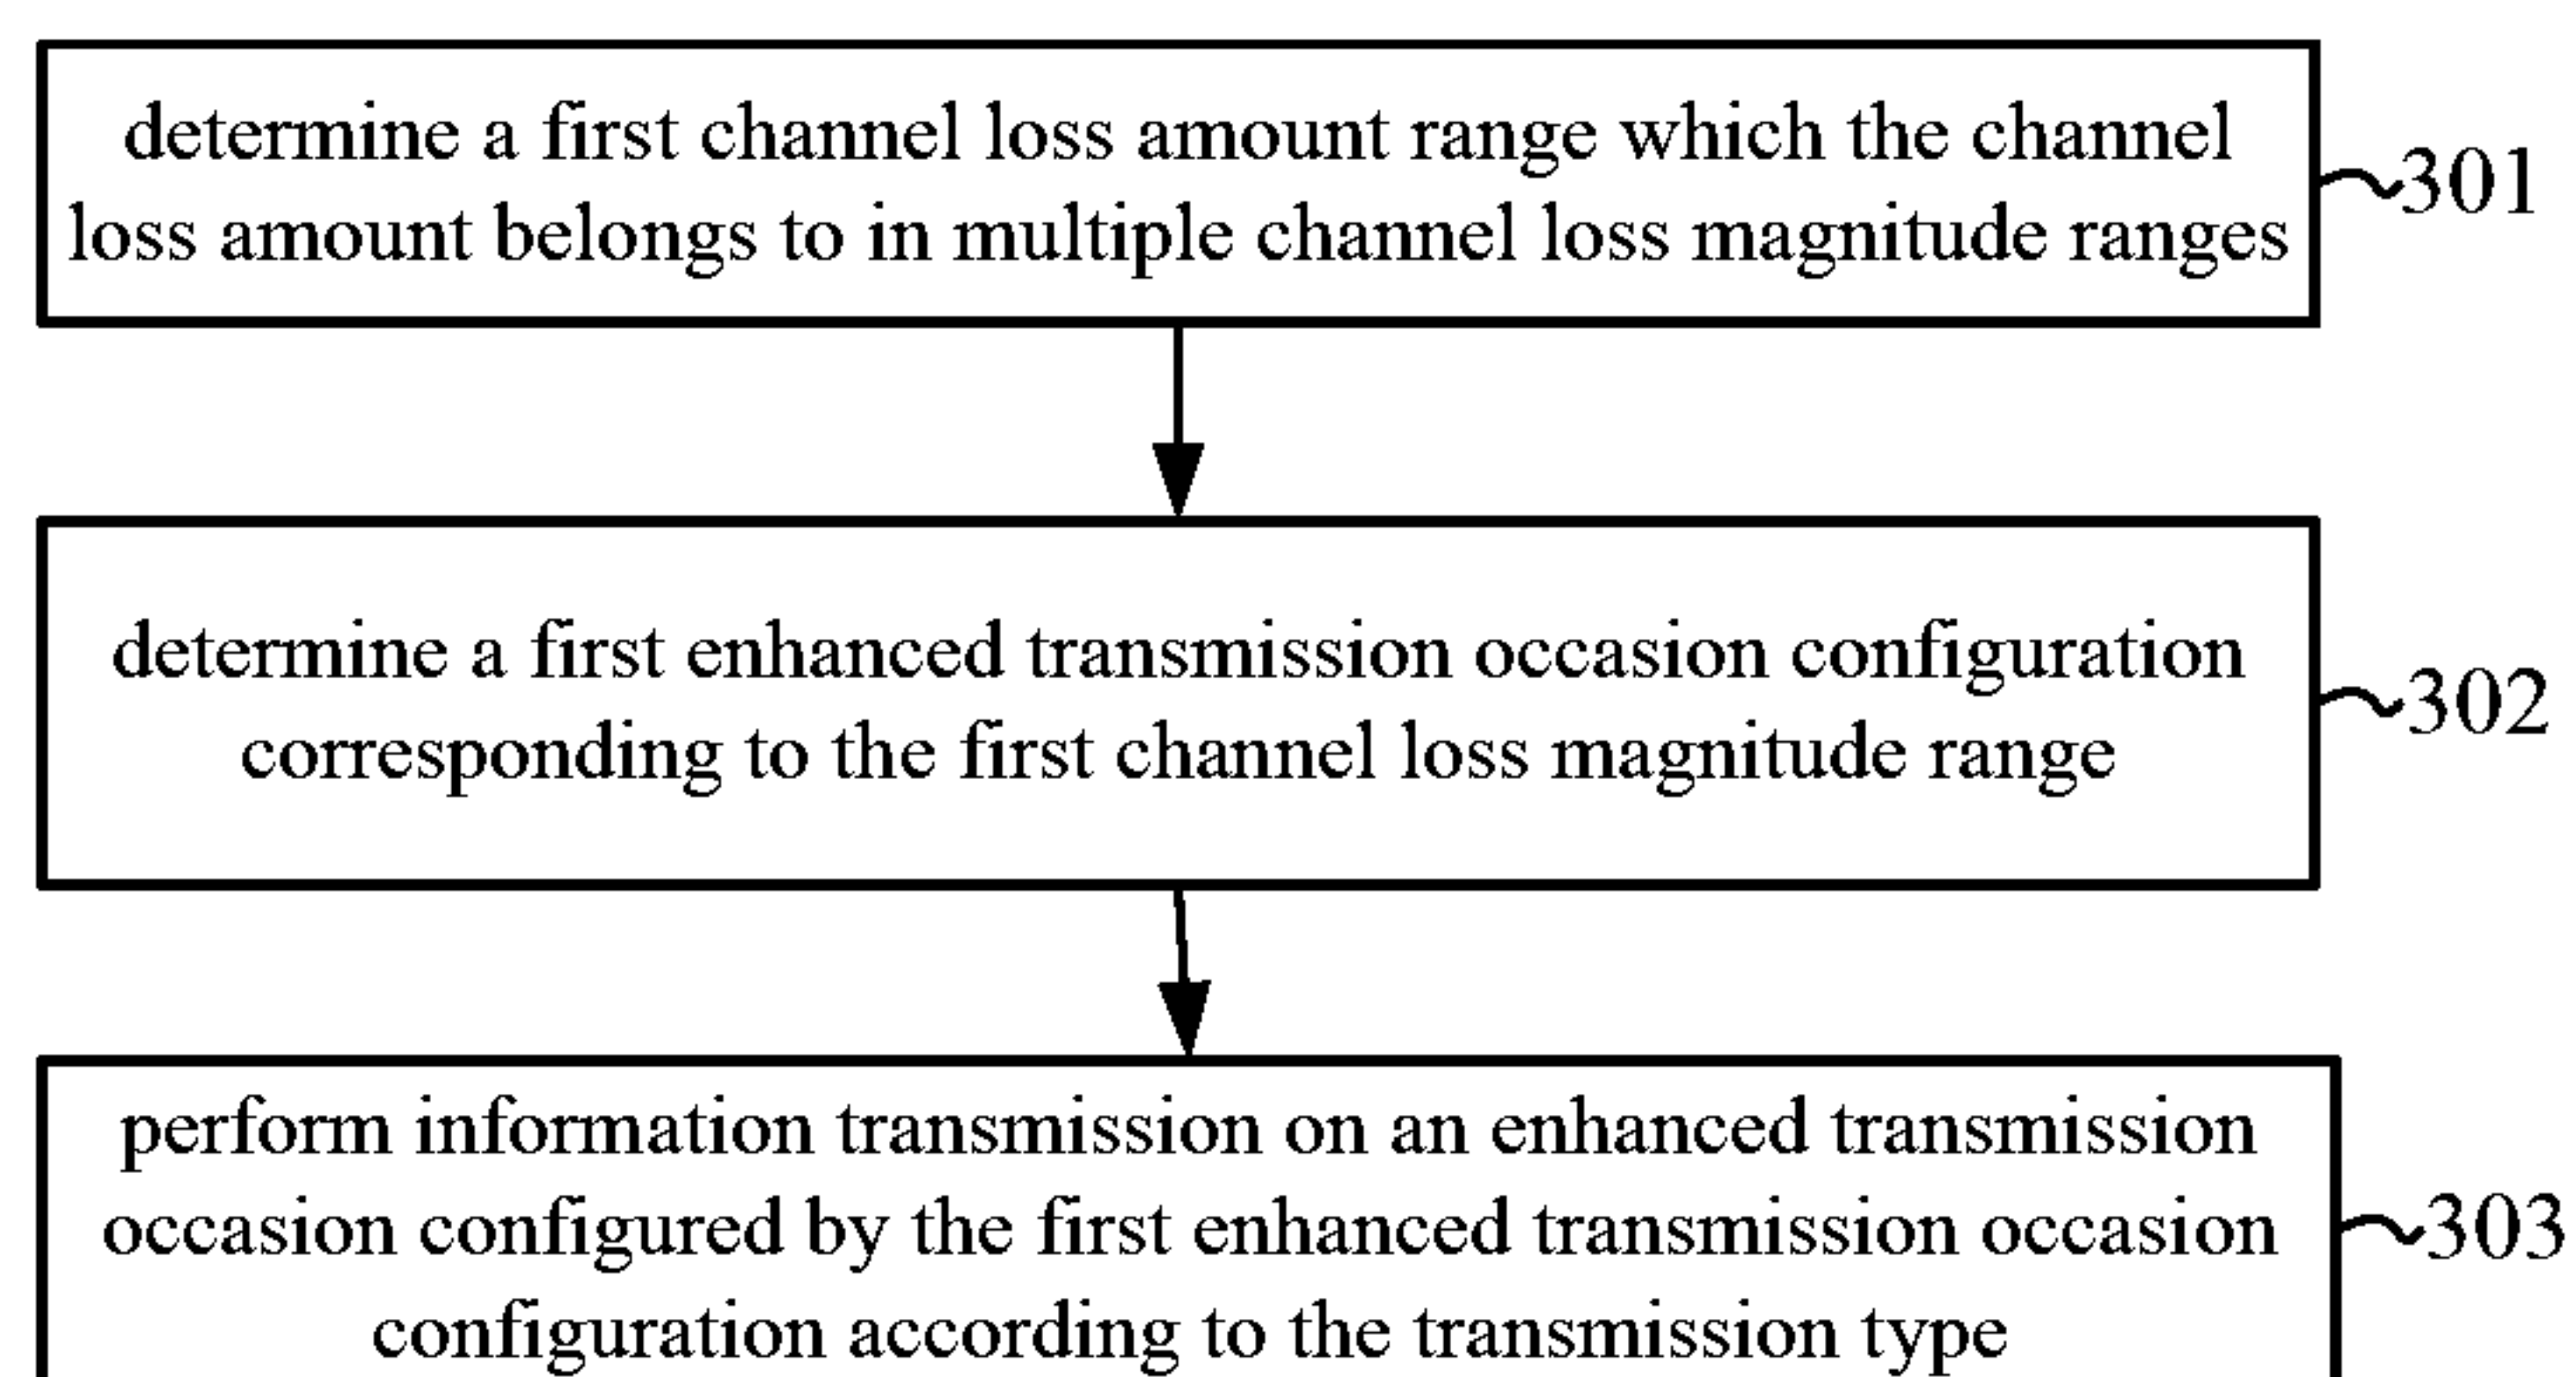 determine a first channel loss amount range which the channel
loss amount belongs to in multiple channel loss magnitude ranges
301
determine a first enhanced transmission occasion configuration
corresponding to the first channel loss magnitude range
302
perform information transmission on an enhanced transmission
occasion configured by the first enhanced transmission occasion
configuration according to the transmission type
303